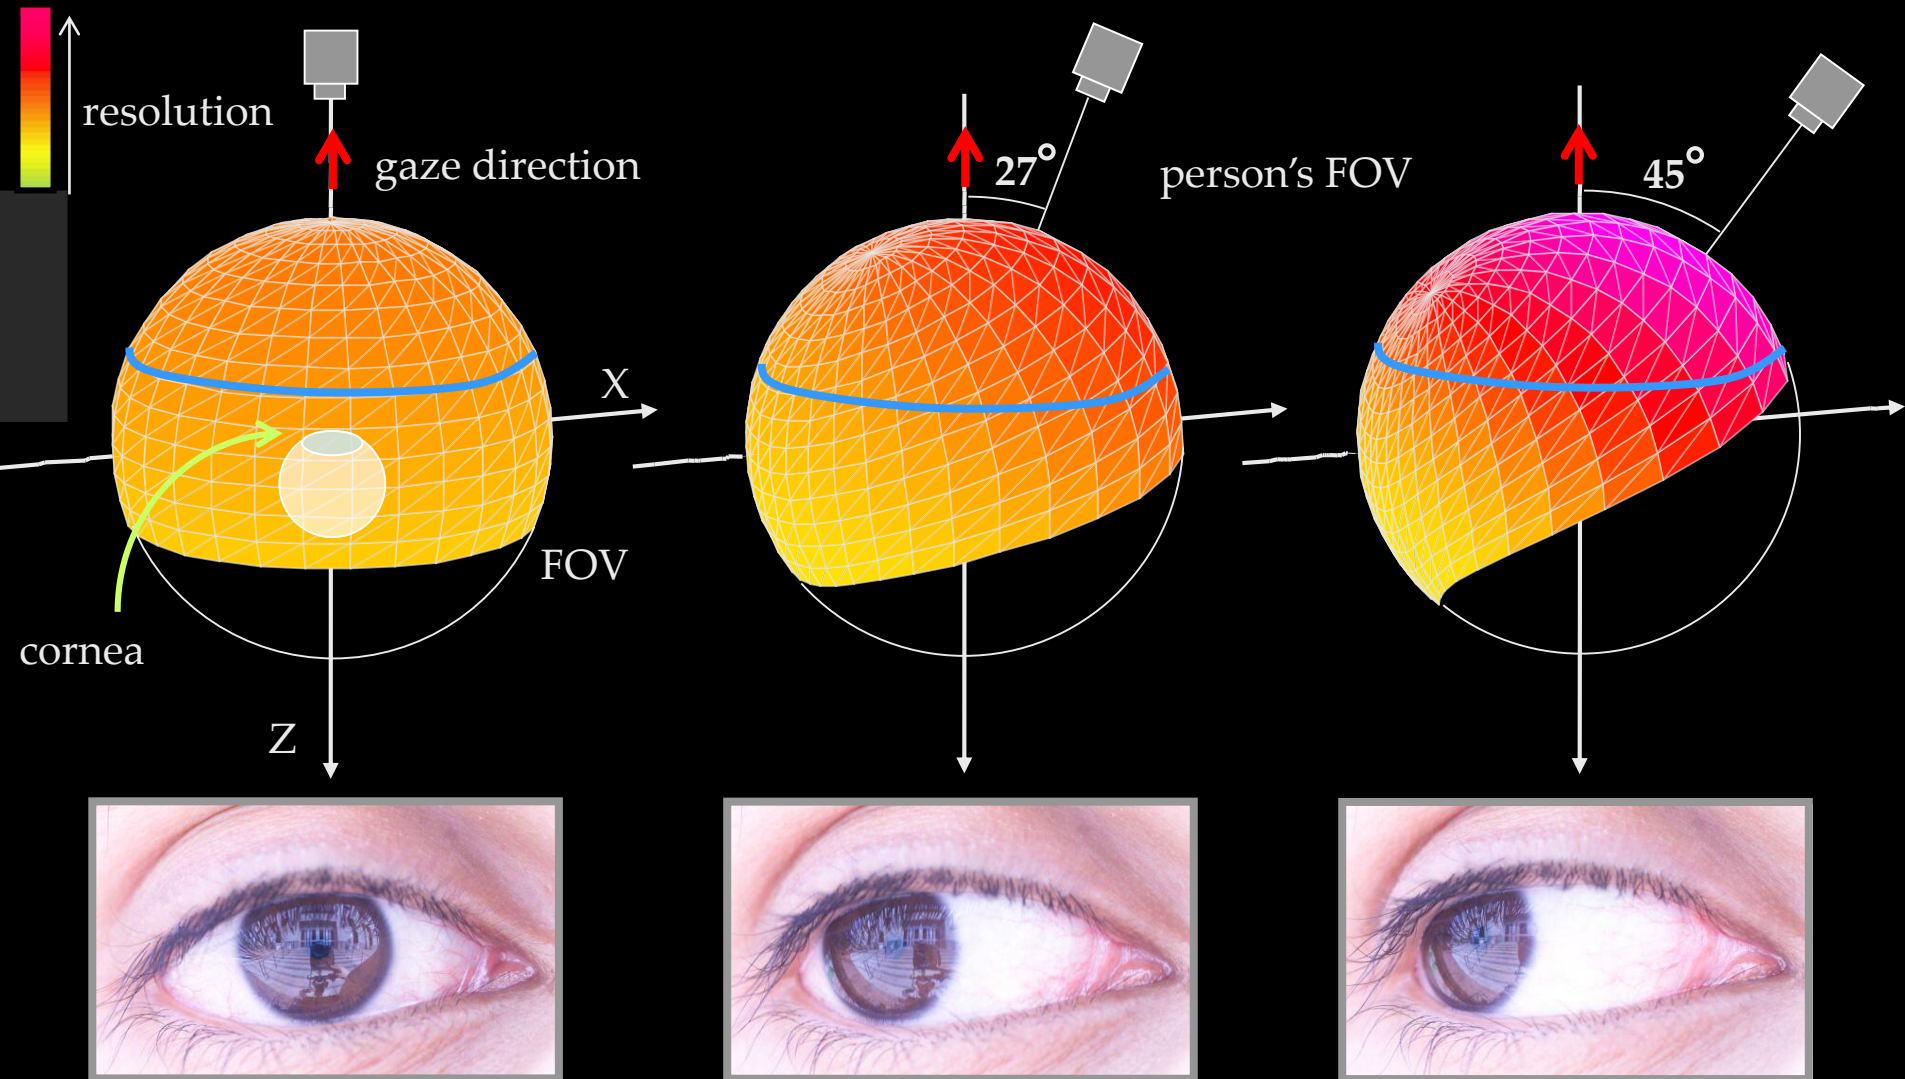 resolution
gaze direction
27°
person's FOV
45°
X
FOV
cornea
Z